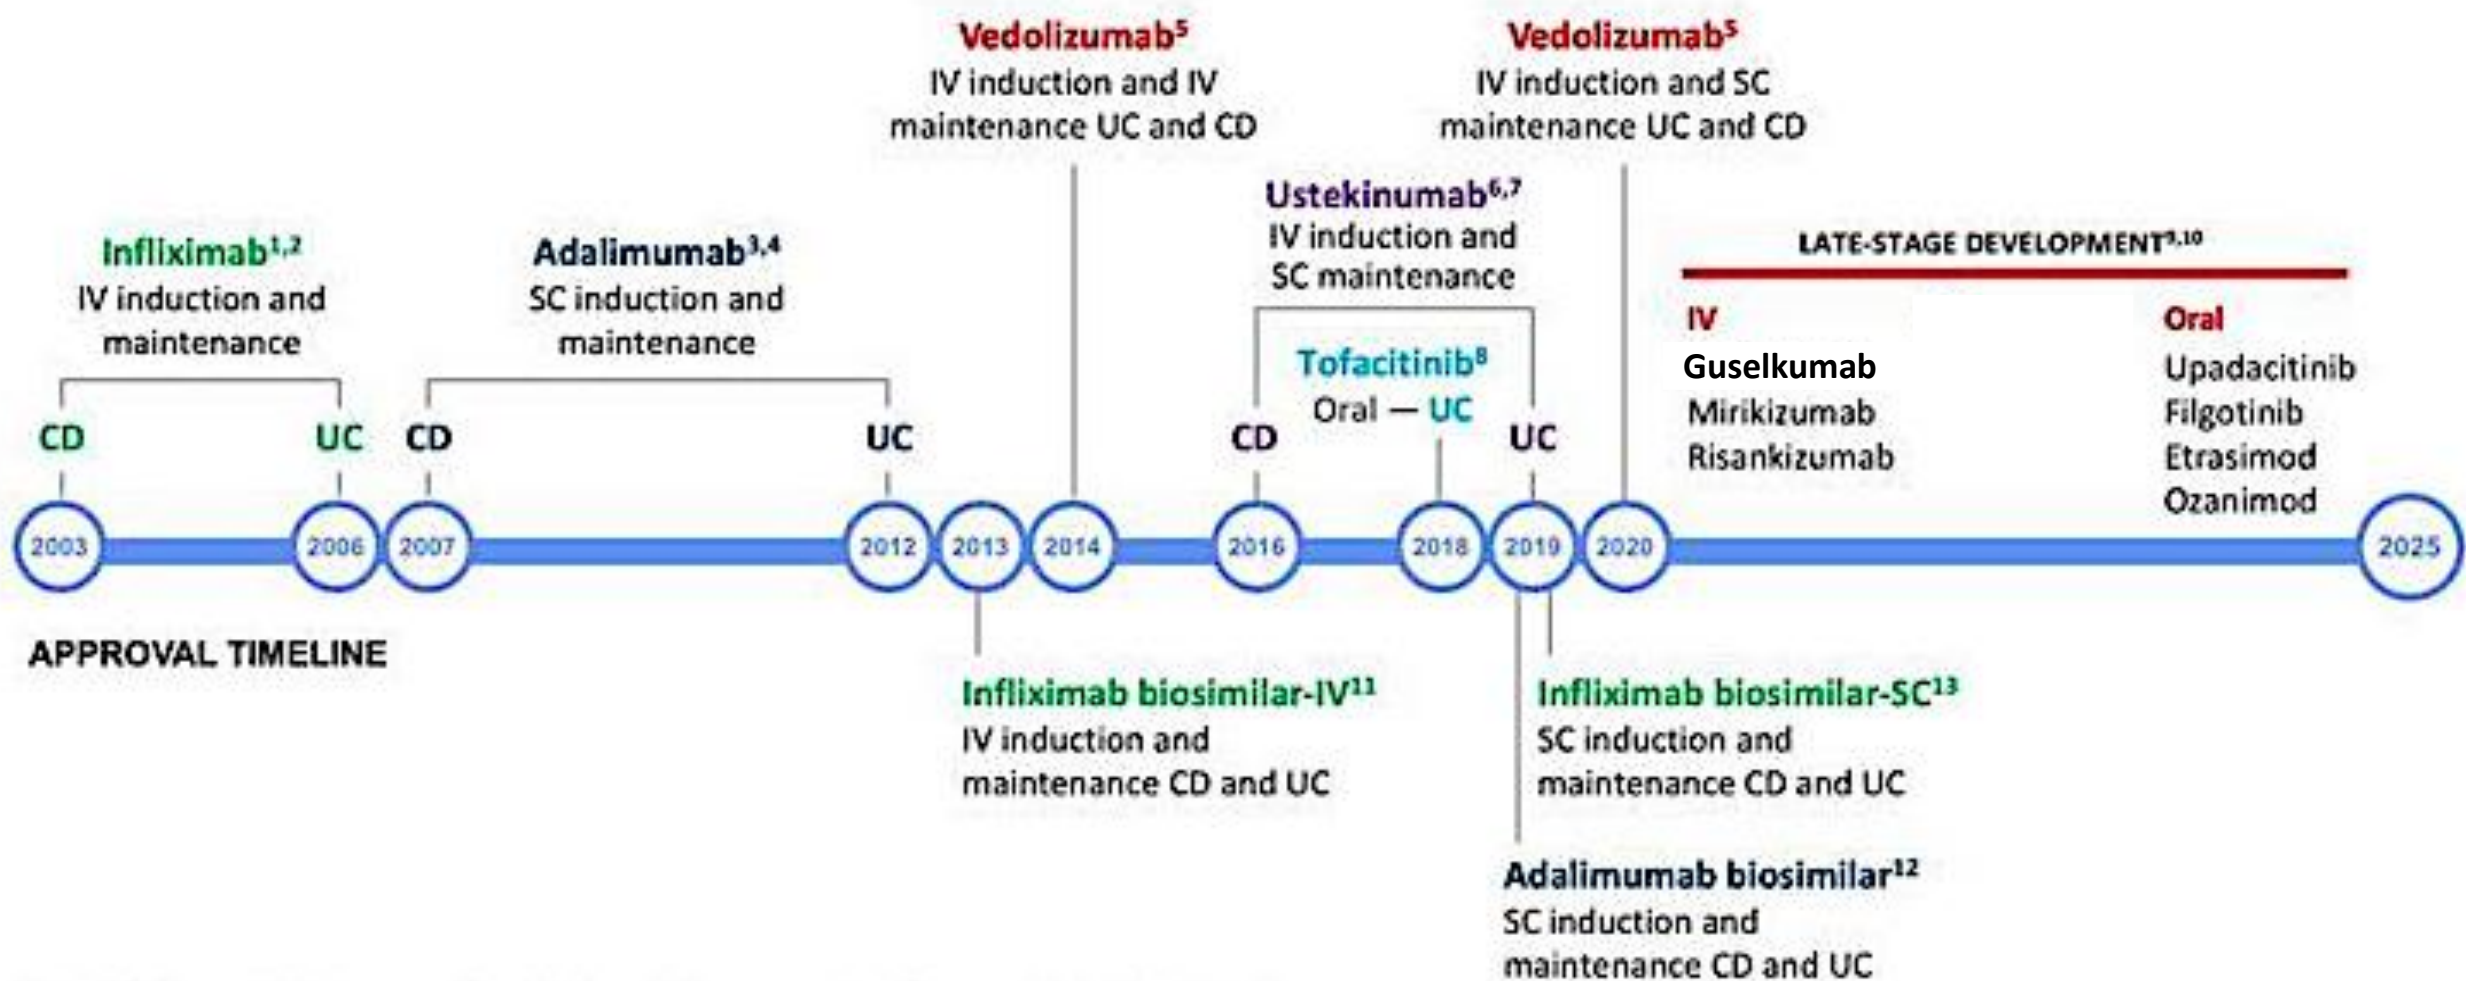 Vedolizumab⁵
IV induction and IV
maintenance UC and CD
Vedolizumab⁵
IV induction and SC
maintenance UC and CD
Infliximab¹,²
IV induction and
maintenance
CD
UC
Adalimumab³,⁴
SC induction and
maintenance
CD
UC
Ustekinumab⁶,⁷
IV induction and
SC maintenance
CD
UC
Tofacitinib⁸
Oral — UC
LATE-STAGE DEVELOPMENT⁹,¹⁰
IV
Guselkumab
Mirikizumab
Risankizumab
Oral
Upadacitinib
Filgotinib
Etrasimod
Ozanimod
2003
2006
2007
2012
2013
2014
2016
2018
2019
2020
2025
APPROVAL TIMELINE
Infliximab biosimilar-IV¹¹
IV induction and
maintenance CD and UC
Infliximab biosimilar-SC¹³
SC induction and
maintenance CD and UC
Adalimumab biosimilar¹²
SC induction and
maintenance CD and UC